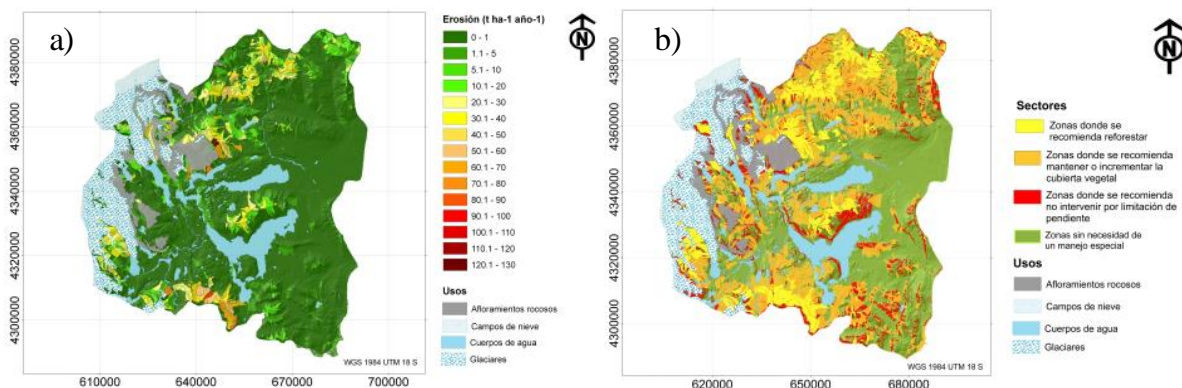 a)
Erosión (t ha-1 año-1)
0 - 1
1.1 - 5
5.1 - 10
10.1 - 20
20.1 - 30
30.1 - 40
40.1 - 50
50.1 - 60
60.1 - 70
70.1 - 80
80.1 - 90
90.1 - 100
100.1 - 110
110.1 - 120
120.1 - 130
Usos
Afloramientos rocosos
Campos de nieve
Cuerpos de agua
Glaciares
N
4380000
4360000
4340000
4320000
4300000
WGS 1984 UTM 18 S
610000 640000 670000 700000
b)
N
Sectores
Zonas donde se
recomienda reforestar
Zonas donde se recomienda
mantener o incrementar la
cubierta vegetal
Zonas donde se recomienda
no intervenir por limitación de
pendiente
Zonas sin necesidad de
un manejo especial
Usos
Afloramientos rocosos
Campos de nieve
Cuerpos de agua
Glaciares
4380000
4360000
4340000
4320000
4300000
WGS 1984 UTM 18 S
620000 650000 680000